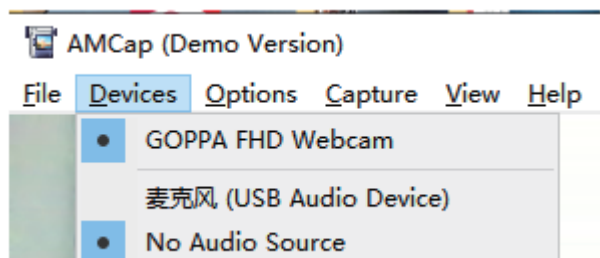 AMCap (Demo Version)
File Devices Options Capture View Help
GOPPA FHD Webcam
麦克风 (USB Audio Device)
No Audio Source